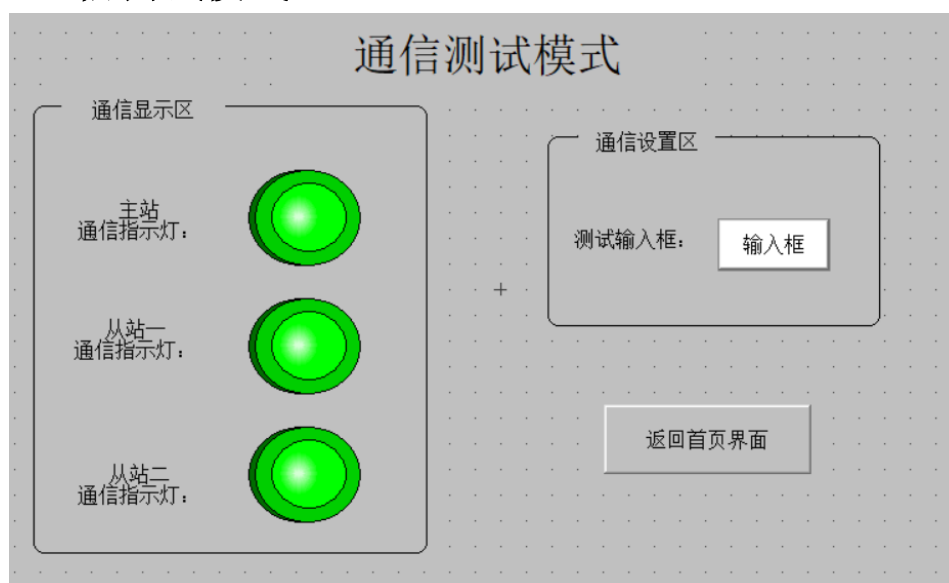 通信测试模式
通信显示区
主站
通信指示灯：
从站一
通信指示灯：
从站二
通信指示灯：
通信设置区
测试输入框：
输入框
返回首页界面